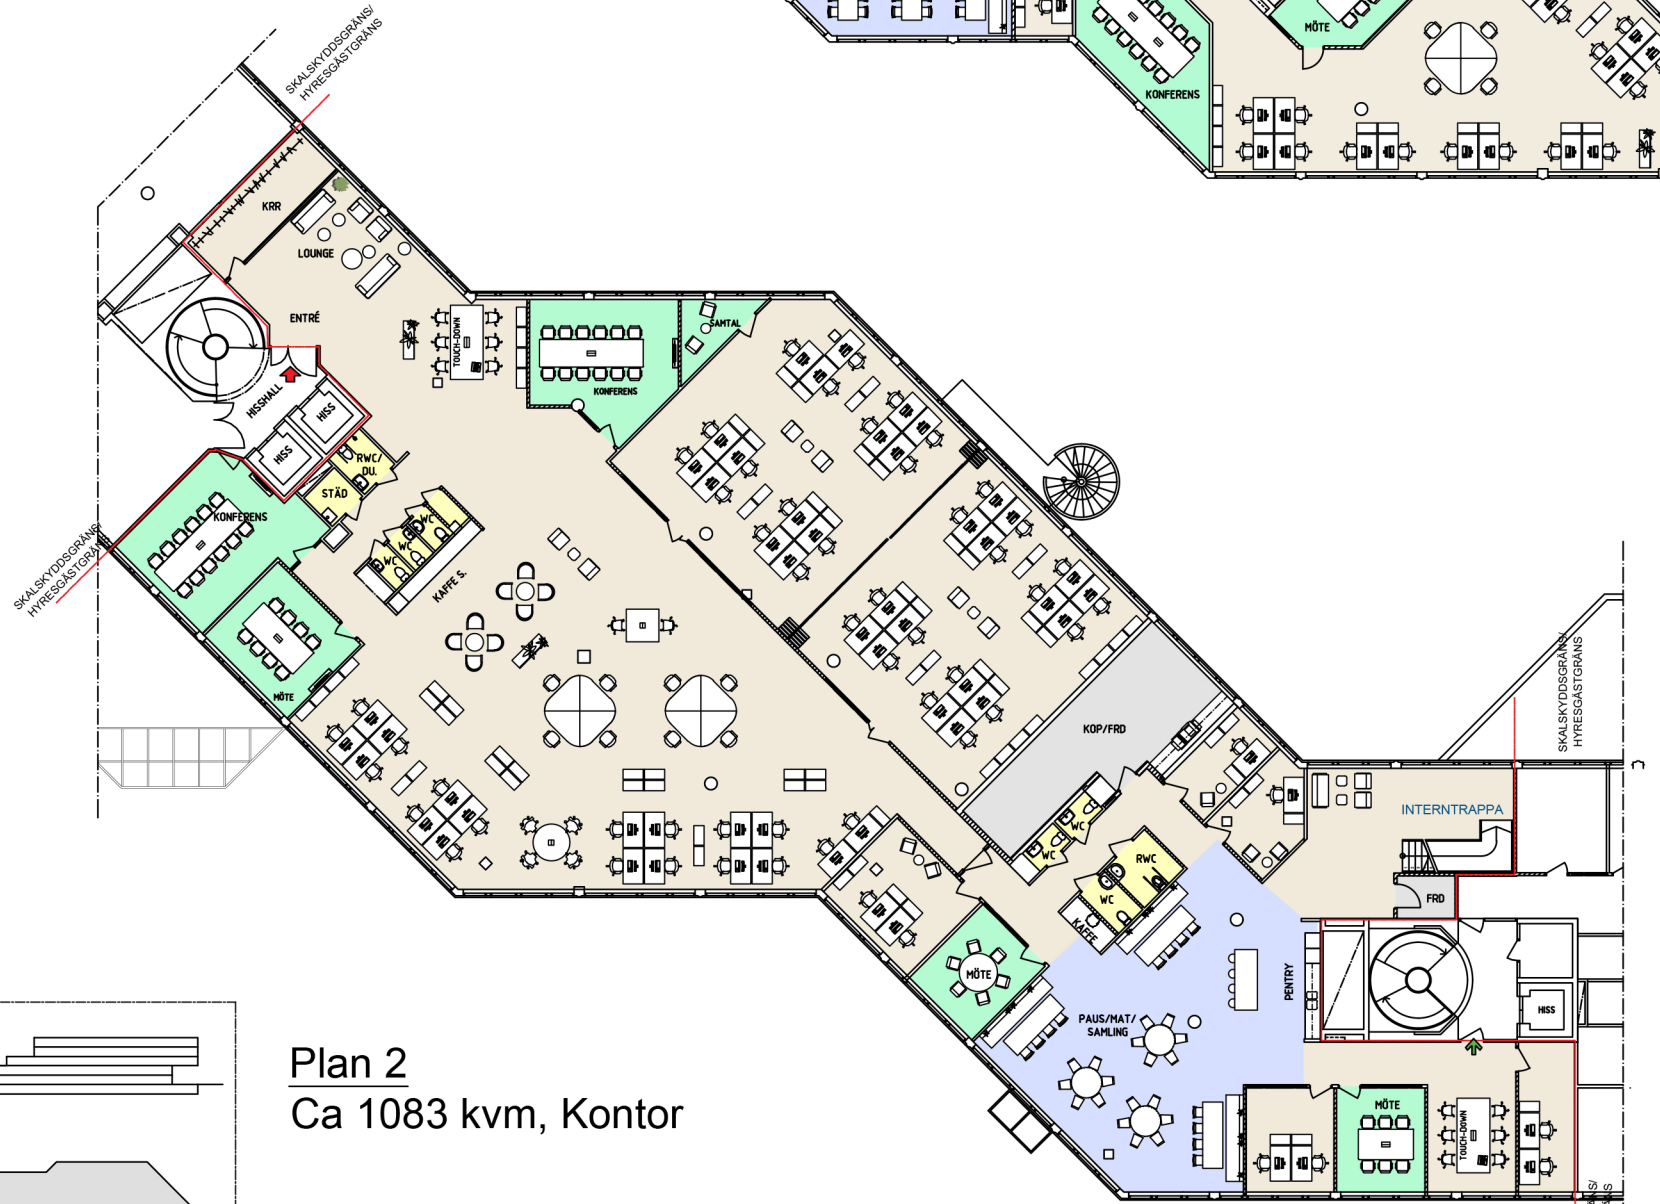 MÖTE
KONFERENS
SKALSKYDDSGRÄNS/
HYRESGÄSTGRÄNS
KRR
LOUNGE
ENTRÉ
TOUCH-DOWN
KONFERENS
SAMTAL
HISSHALL
HISS
HISS
RWC/
DU.
STÄD
KONFERENS
WC
WC
WC
KAFFE S.
SKALSKYDDSGRÄNS/
HYRESGÄSTGRÄNS
MÖTE
KOP/FRD
SKALSKYDDSGRÄNS/
HYRESGÄSTGRÄNS
INTERNTRAPPA
WC
WC
RWC
WC
KAFFE
FRD
MÖTE
PENTRY
PAUS/MAT/
SAMLING
HISS
MÖTE
TOUCH-DOWN
Plan 2
Ca 1083 kvm, Kontor